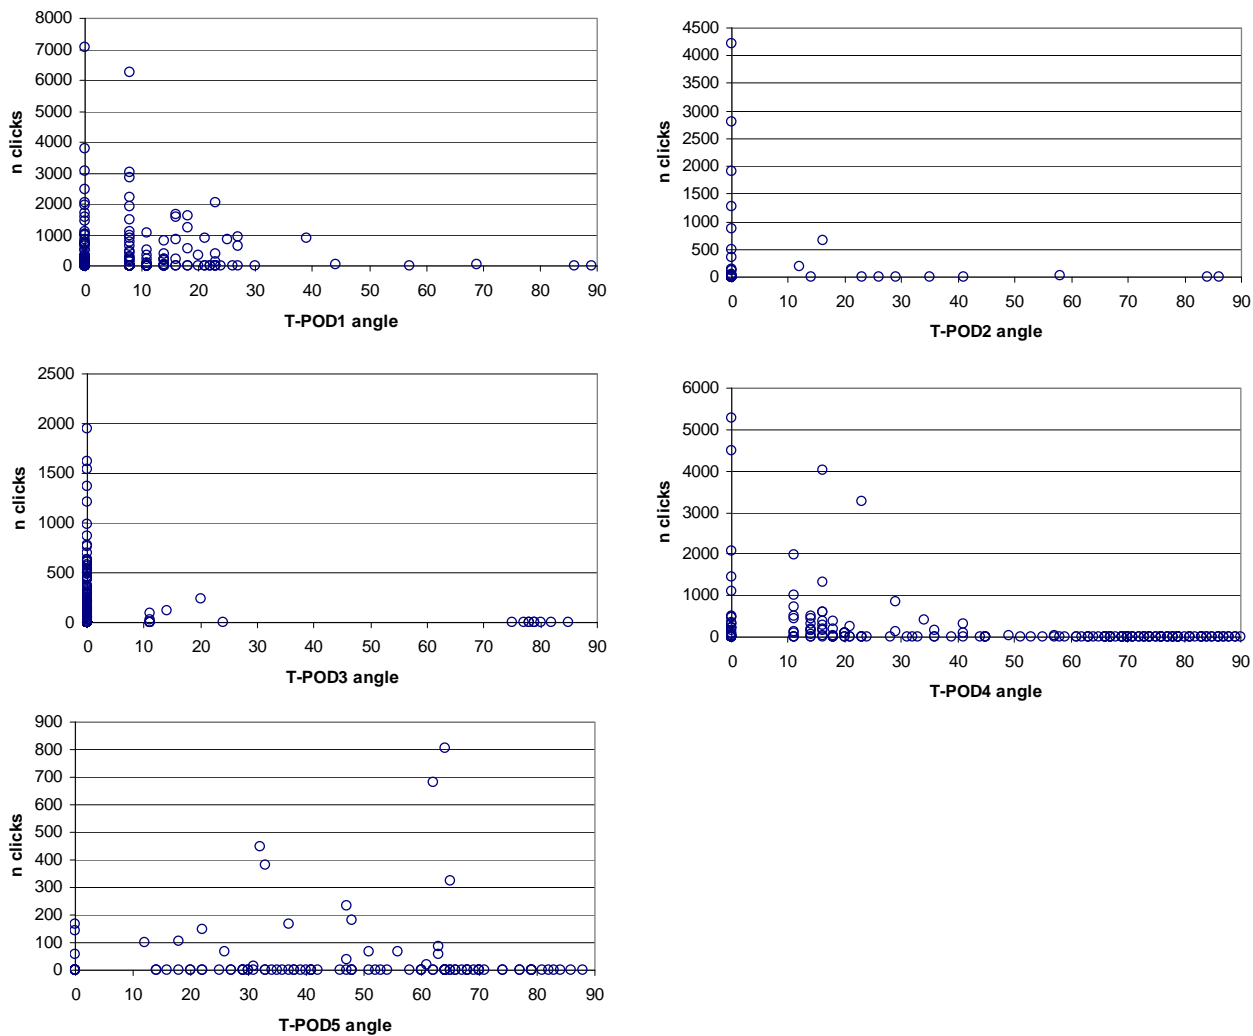 8000
7000
6000
5000
4000
3000
2000
1000
0
n clicks
0 10 20 30 40 50 60 70 80 90
T-POD1 angle
4500
4000
3500
3000
2500
2000
1500
1000
500
0
n clicks
0 10 20 30 40 50 60 70 80 90
T-POD2 angle
2500
2000
1500
1000
500
0
n clicks
0 10 20 30 40 50 60 70 80 90
T-POD3 angle
6000
5000
4000
3000
2000
1000
0
n clicks
0 10 20 30 40 50 60 70 80 90
T-POD4 angle
900
800
700
600
500
400
300
200
100
0
n clicks
0 10 20 30 40 50 60 70 80 90
T-POD5 angle